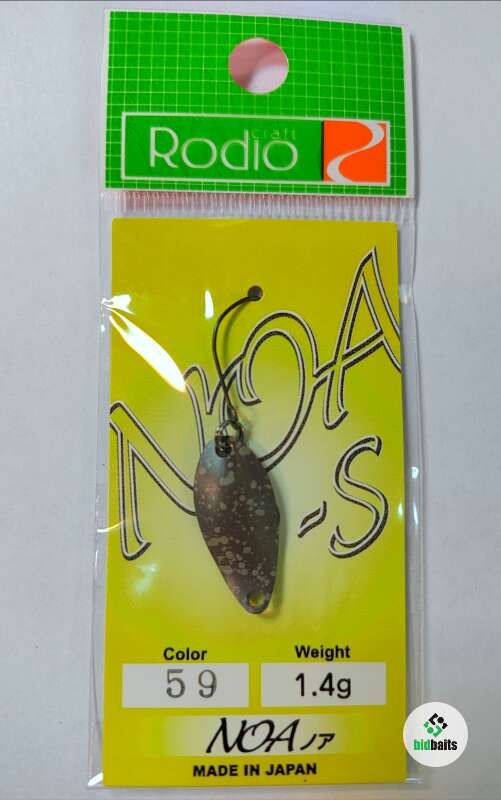 craft
Rodio
NOA
-S
Color
Weight
59
1.4g
NOAノア
MADE IN JAPAN
bidbaits